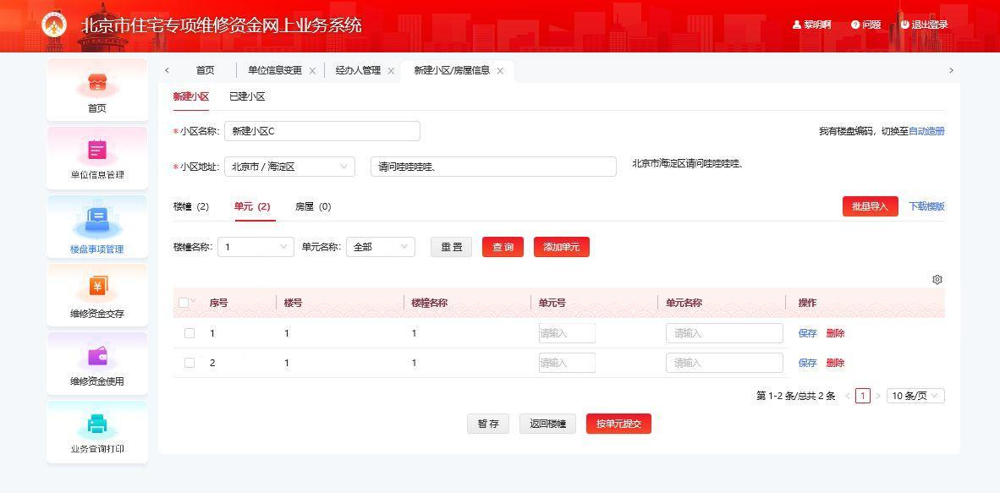 北京市住宅专项维修资金网上业务系统
黎明啊 问题 退出登录
首页 单位信息变更 经办人管理 新建小区/房屋信息
新建小区 已建小区
* 小区名称: 新建小区C 我有楼盘编码，切换至自动造册
* 小区地址: 北京市 / 海淀区 请问哇哇哇哇、 北京市海淀区请问哇哇哇哇、
楼幢 (2) 单元 (2) 房屋 (0) 批量导入 下载模版
楼幢名称: 1 单元名称: 全部 重 置 查 询 添加单元
序号 楼号 楼幢名称 单元号 单元名称 操作
1 1 1 请输入 请输入 保存 删除
2 1 1 请输入 请输入 保存 删除
第 1-2 条/总共 2 条 < 1 > 10 条/页
暂 存 返回楼幢 按单元提交
首页
单位信息管理
楼盘事项管理
维修资金交存
维修资金使用
业务查询打印